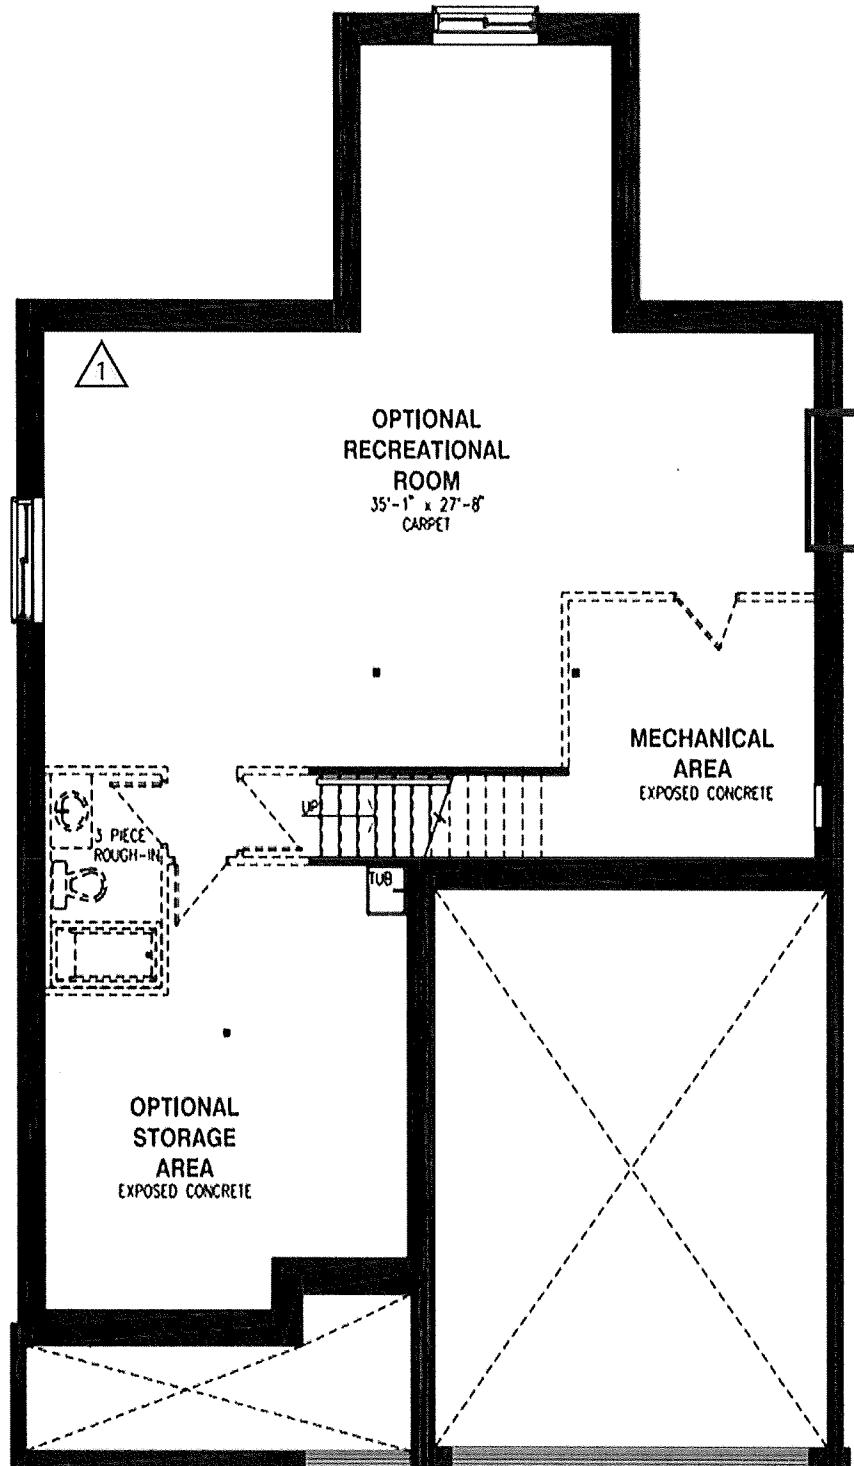 1
OPTIONAL
RECREATIONAL
ROOM
35'-1" x 27'-8"
CARPET
MECHANICAL
AREA
EXPOSED CONCRETE
UP
3 PIECE
ROUGH-IN
TUB
OPTIONAL
STORAGE
AREA
EXPOSED CONCRETE